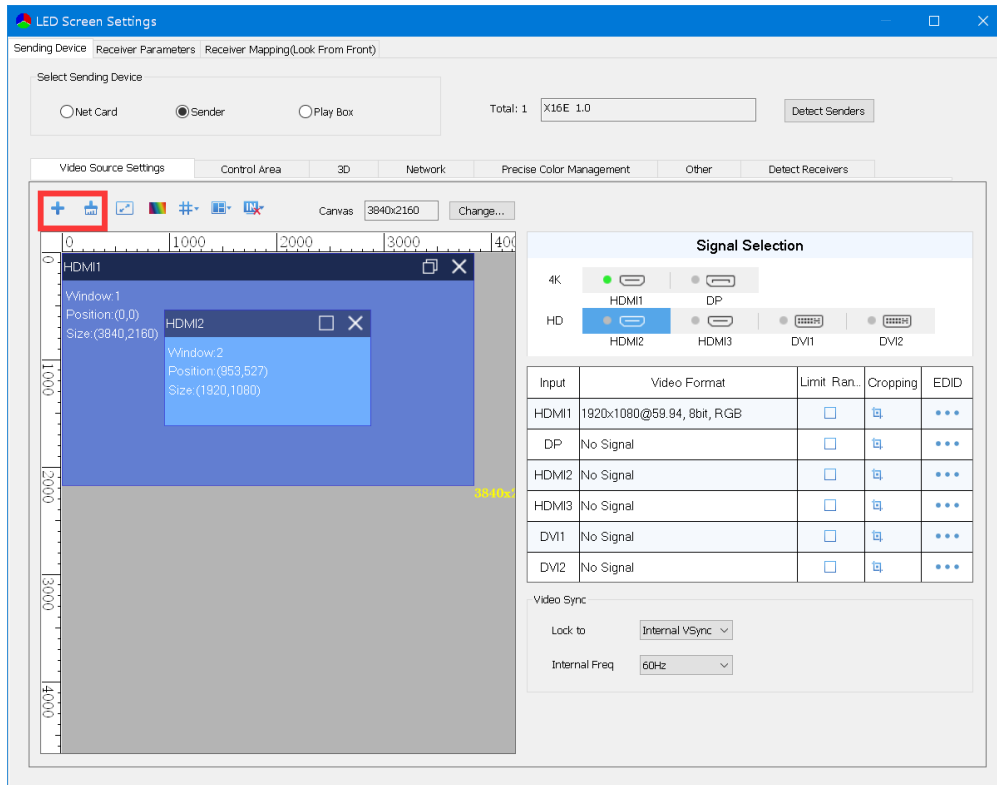 LED Screen Settings
Sending Device Receiver Parameters Receiver Mapping(Look From Front)
Select Sending Device
Net Card Sender Play Box
Total: 1 X16E 1.0 Detect Senders
Video Source Settings Control Area 3D Network Precise Color Management Other Detect Receivers
Canvas 3840x2160 Change...
0 1000 2000 3000 400
0
1000
2000
3000
4000
HDMI1
Window:1
Position:(0,0)
Size:(3840,2160)
HDMI2
Window:2
Position:(953,527)
Size:(1920,1080)
3840x2
Signal Selection
4K
HDMI1 DP
HD
HDMI2 HDMI3 DVI1 DVI2
Input Video Format Limit Ran... Cropping EDID
HDMI1 1920x1080@59.94, 8bit, RGB
DP No Signal
HDMI2 No Signal
HDMI3 No Signal
DVI1 No Signal
DVI2 No Signal
Video Sync
Lock to Internal VSync
Internal Freq 60Hz